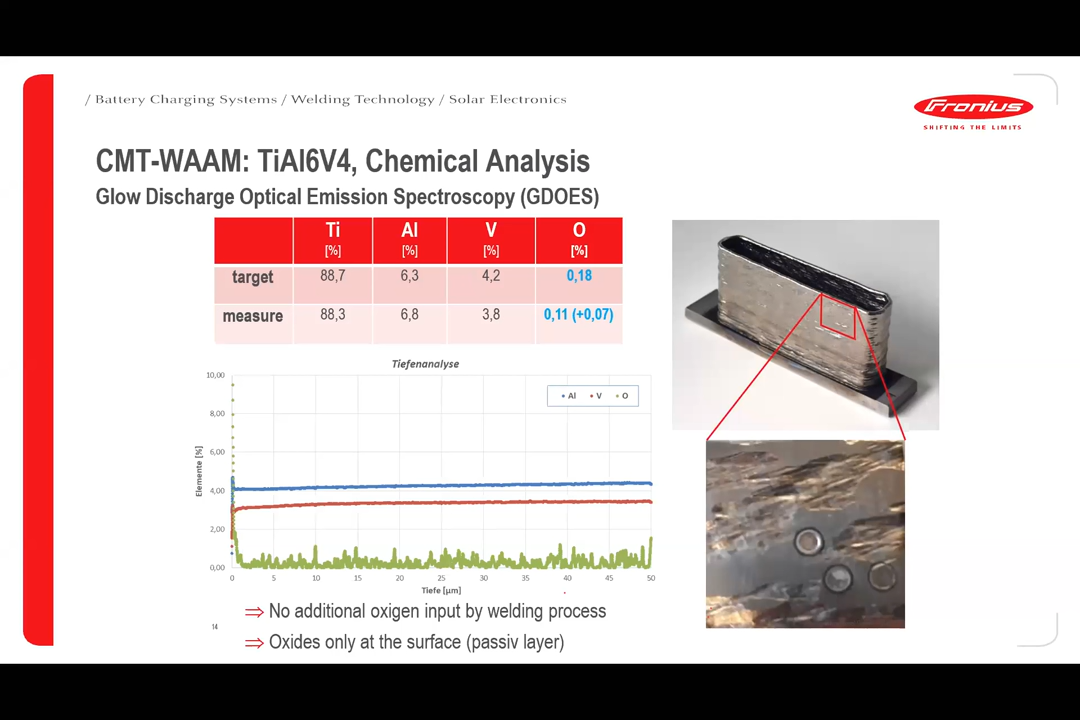 / Battery Charging Systems / Welding Technology / Solar Electronics
Fronius
SHIFTING THE LIMITS
CMT-WAAM: TiAl6V4, Chemical Analysis
Glow Discharge Optical Emission Spectroscopy (GDOES)
Ti [%] Al [%] V [%] O [%]
target 88,7 6,3 4,2 0,18
measure 88,3 6,8 3,8 0,11 (+0,07)
Tiefenanalyse
Al V O
Elemente [%]
10,00
8,00
6,00
4,00
2,00
0,00
0 5 10 15 20 25 30 35 40 45 50
Tiefe [µm]
⇒ No additional oxigen input by welding process
⇒ Oxides only at the surface (passiv layer)
14